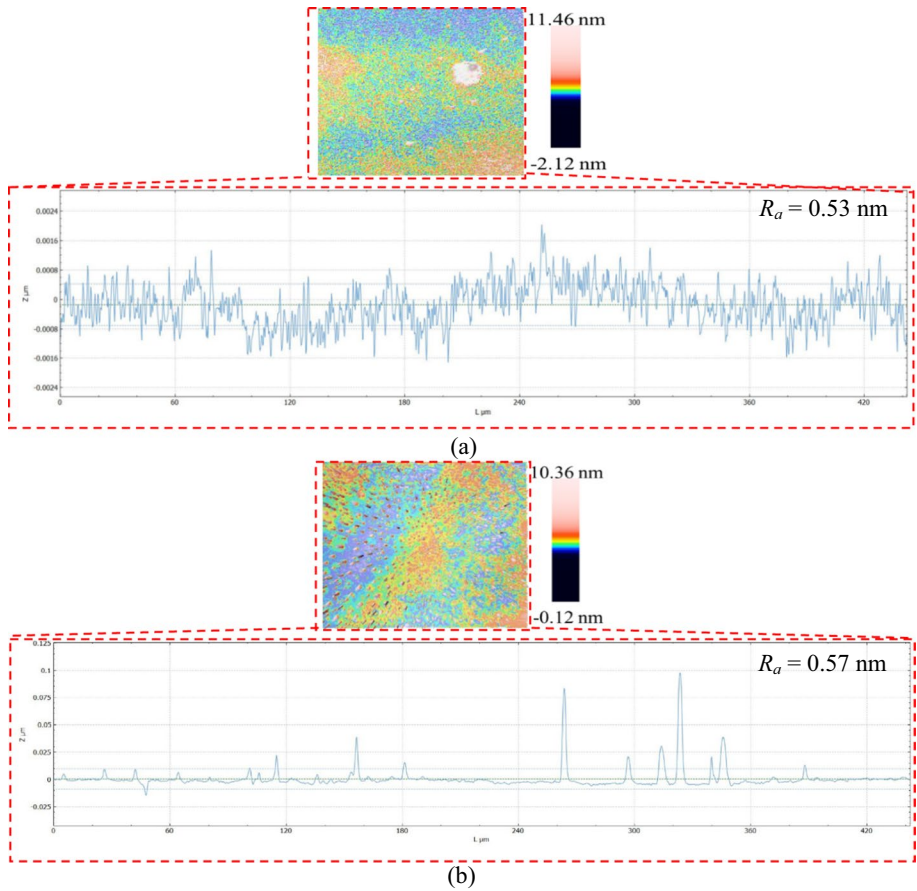 11.46 nm
-2.12 nm
R_a = 0.53 nm
0.0024
0.0016
0.0008
0
-0.0008
-0.0016
-0.0024
Z µm
0 60 120 180 240 300 360 420
L µm
(a)
10.36 nm
-0.12 nm
R_a = 0.57 nm
0.125
0.1
0.075
0.05
0.025
0
-0.025
Z µm
0 60 120 180 240 300 360 420
L µm
(b)